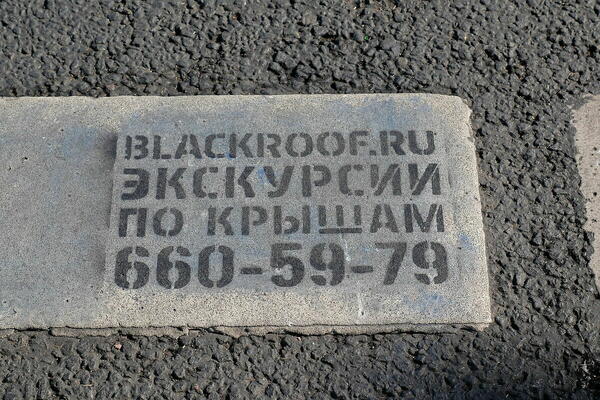 BLACKROOF.RU
ЭКСКУРСИИ
ПО КРЫШАМ
660-59-79